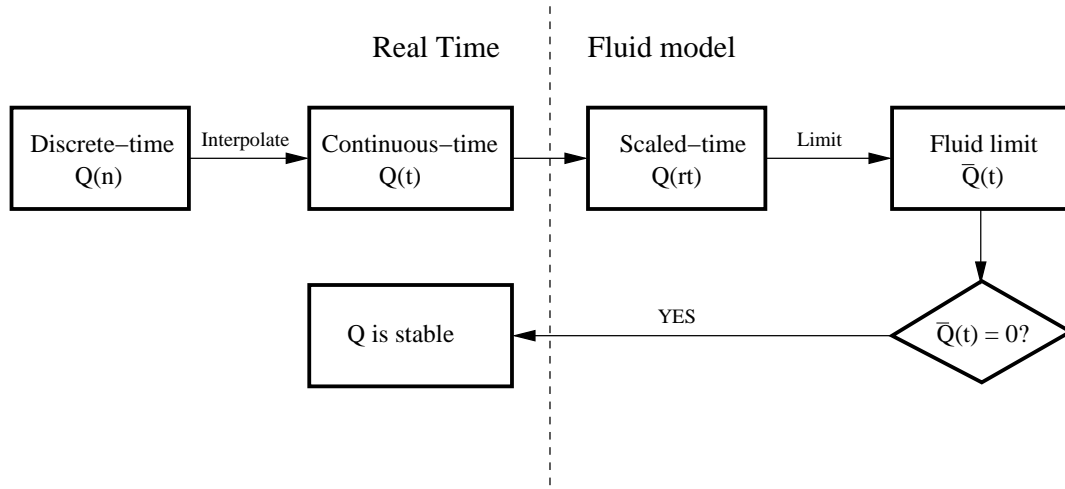 Real Time
Fluid model
Discrete−time
Q(n)
Interpolate
Continuous−time
Q(t)
Scaled−time
Q(rt)
Limit
Fluid limit
Q̅(t)
Q is stable
YES
Q̅(t) = 0?